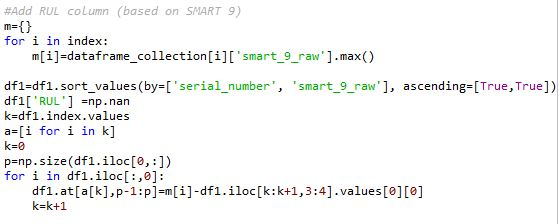 #Add RUL column (based on SMART 9)
m={}
for i in index:
    m[i]=dataframe_collection[i]['smart_9_raw'].max()

df1=df1.sort_values(by=['serial_number', 'smart_9_raw'], ascending=[True,True])
df1['RUL'] =np.nan
k=df1.index.values
a=[i for i in k]
k=0
p=np.size(df1.iloc[0,:])
for i in df1.iloc[:,0]:
    df1.at[a[k],p-1:p]=m[i]-df1.iloc[k:k+1,3:4].values[0][0]
    k=k+1